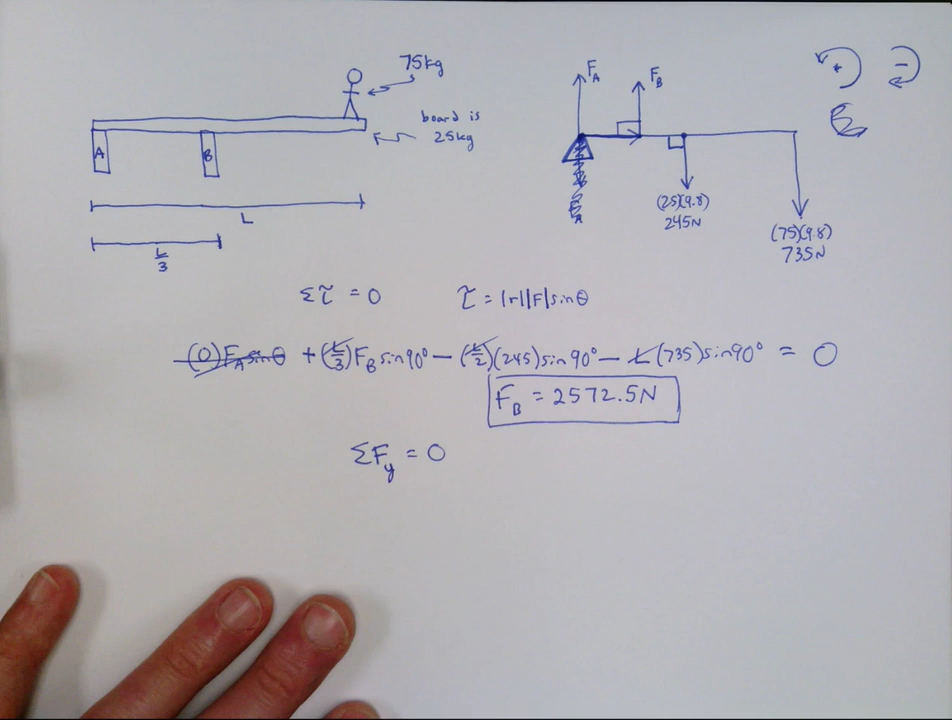 75kg
board is
25kg
A
B
L
L/3
F_A
F_B
+
−
(25)(9.8)
245N
(75)(9.8)
735N
Στ = 0
τ = |r||F|sinθ
(0)F_A sinθ + (L/3)F_B sin90° − (L/2)(245)sin90° − L(735)sin90° = 0
F_B = 2572.5N
ΣF_y = 0